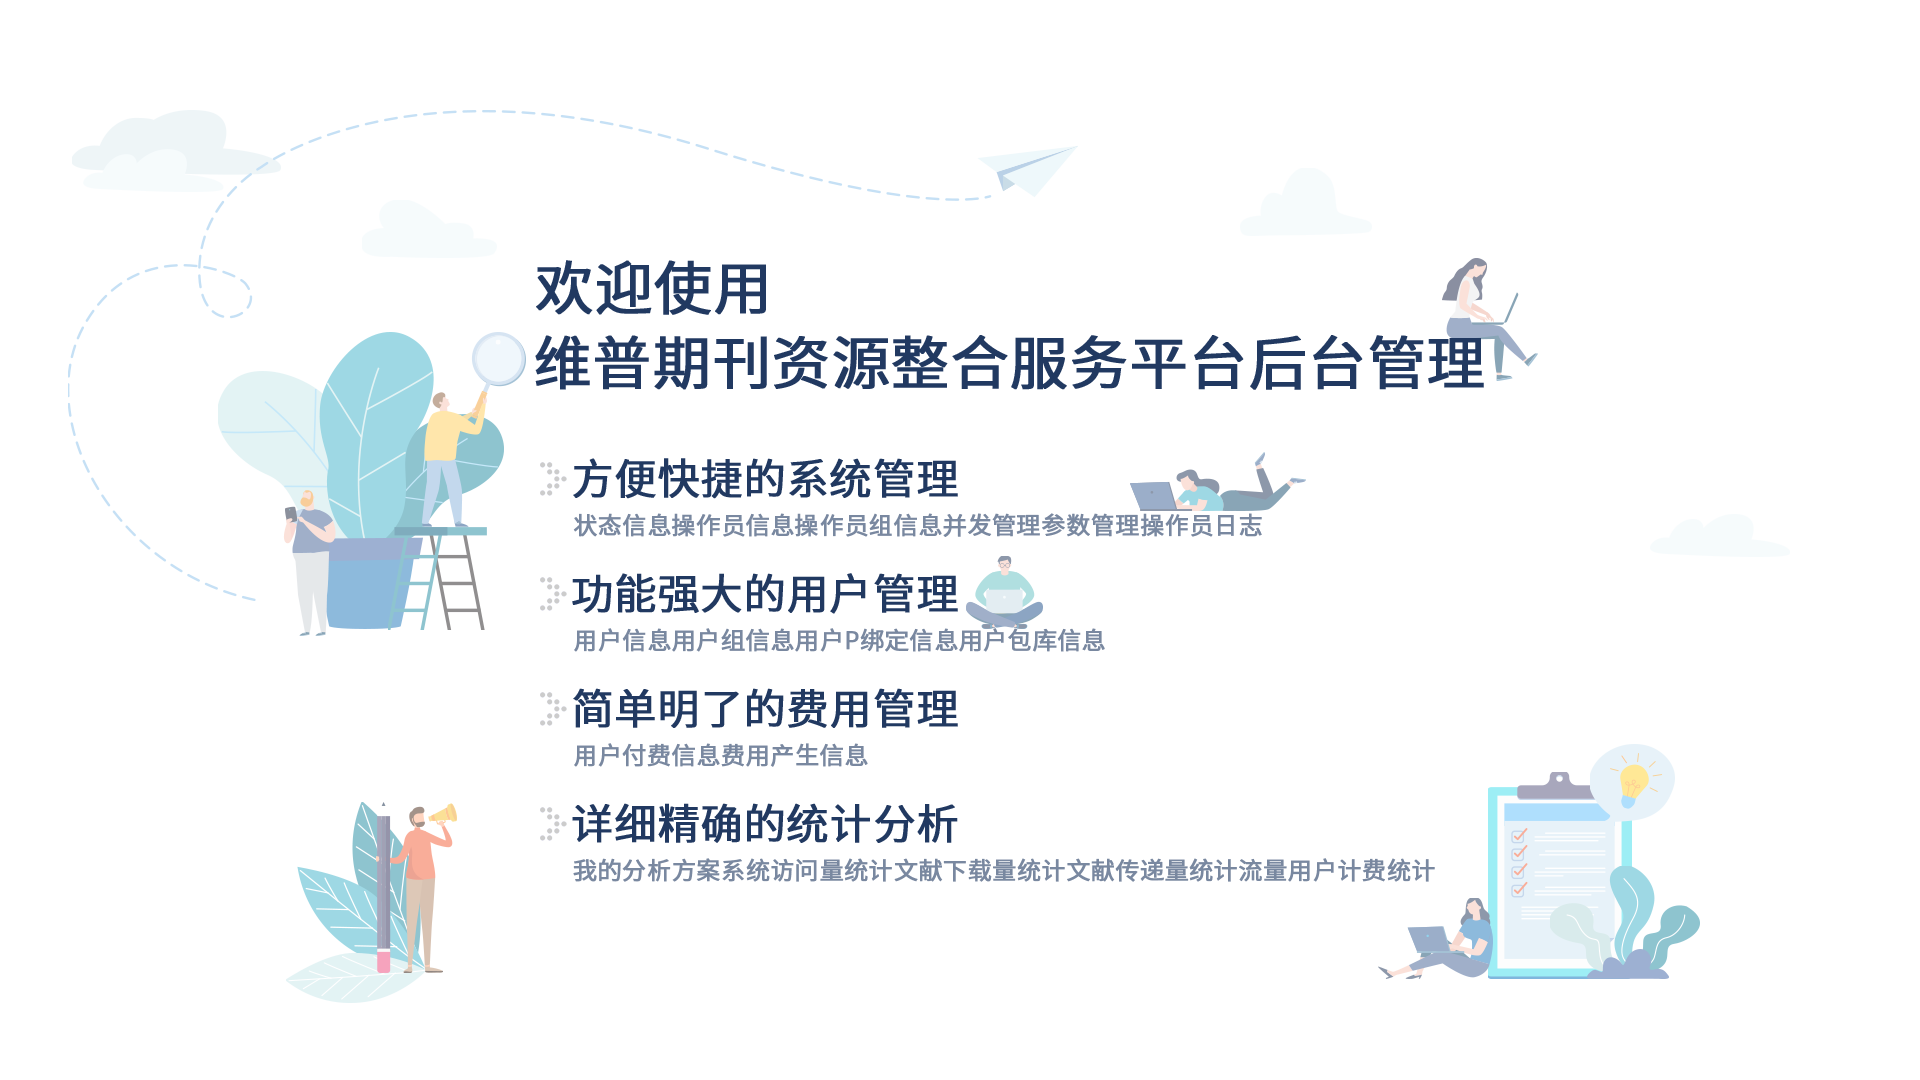 欢迎使用
维普期刊资源整合服务平台后台管理
方便快捷的系统管理
状态信息操作员信息操作员组信息并发管理参数管理操作员日志
功能强大的用户管理
用户信息用户组信息用户P绑定信息用户包库信息
简单明了的费用管理
用户付费信息费用产生信息
详细精确的统计分析
我的分析方案系统访问量统计文献下载量统计文献传递量统计流量用户计费统计